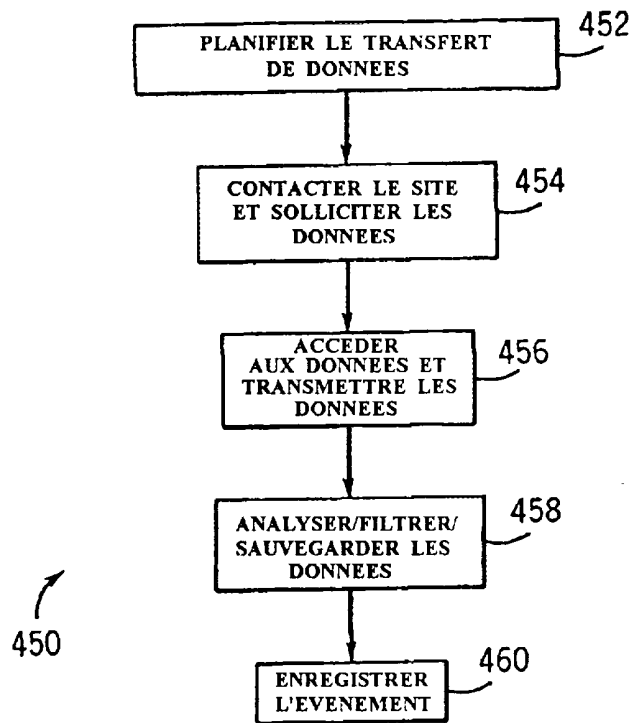 PLANIFIER LE TRANSFERT
DE DONNEES
452
CONTACTER LE SITE
ET SOLLICITER LES
DONNEES
454
ACCEDER
AUX DONNEES ET
TRANSMETTRE LES
DONNEES
456
ANALYSER/FILTRER/
SAUVEGARDER LES
DONNEES
458
450
ENREGISTRER
L'EVENEMENT
460